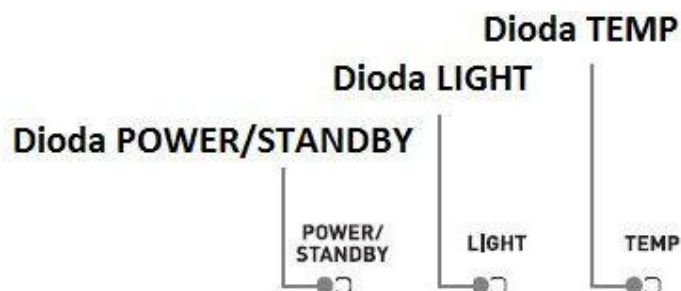 Dioda TEMP
Dioda LIGHT
Dioda POWER/STANDBY
POWER/
STANDBY
LIGHT
TEMP